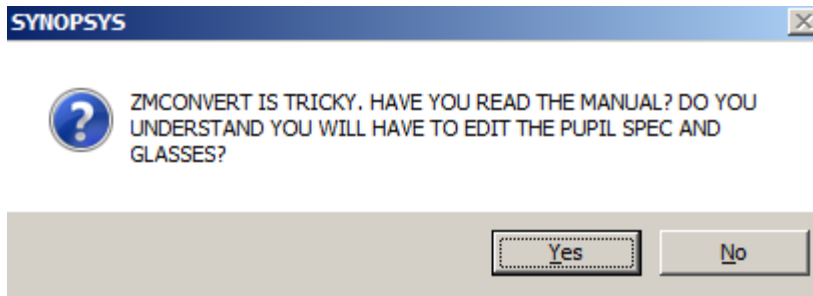 SYNOPSYS
ZMCONVERT IS TRICKY. HAVE YOU READ THE MANUAL? DO YOU
UNDERSTAND YOU WILL HAVE TO EDIT THE PUPIL SPEC AND
GLASSES?
Yes
No